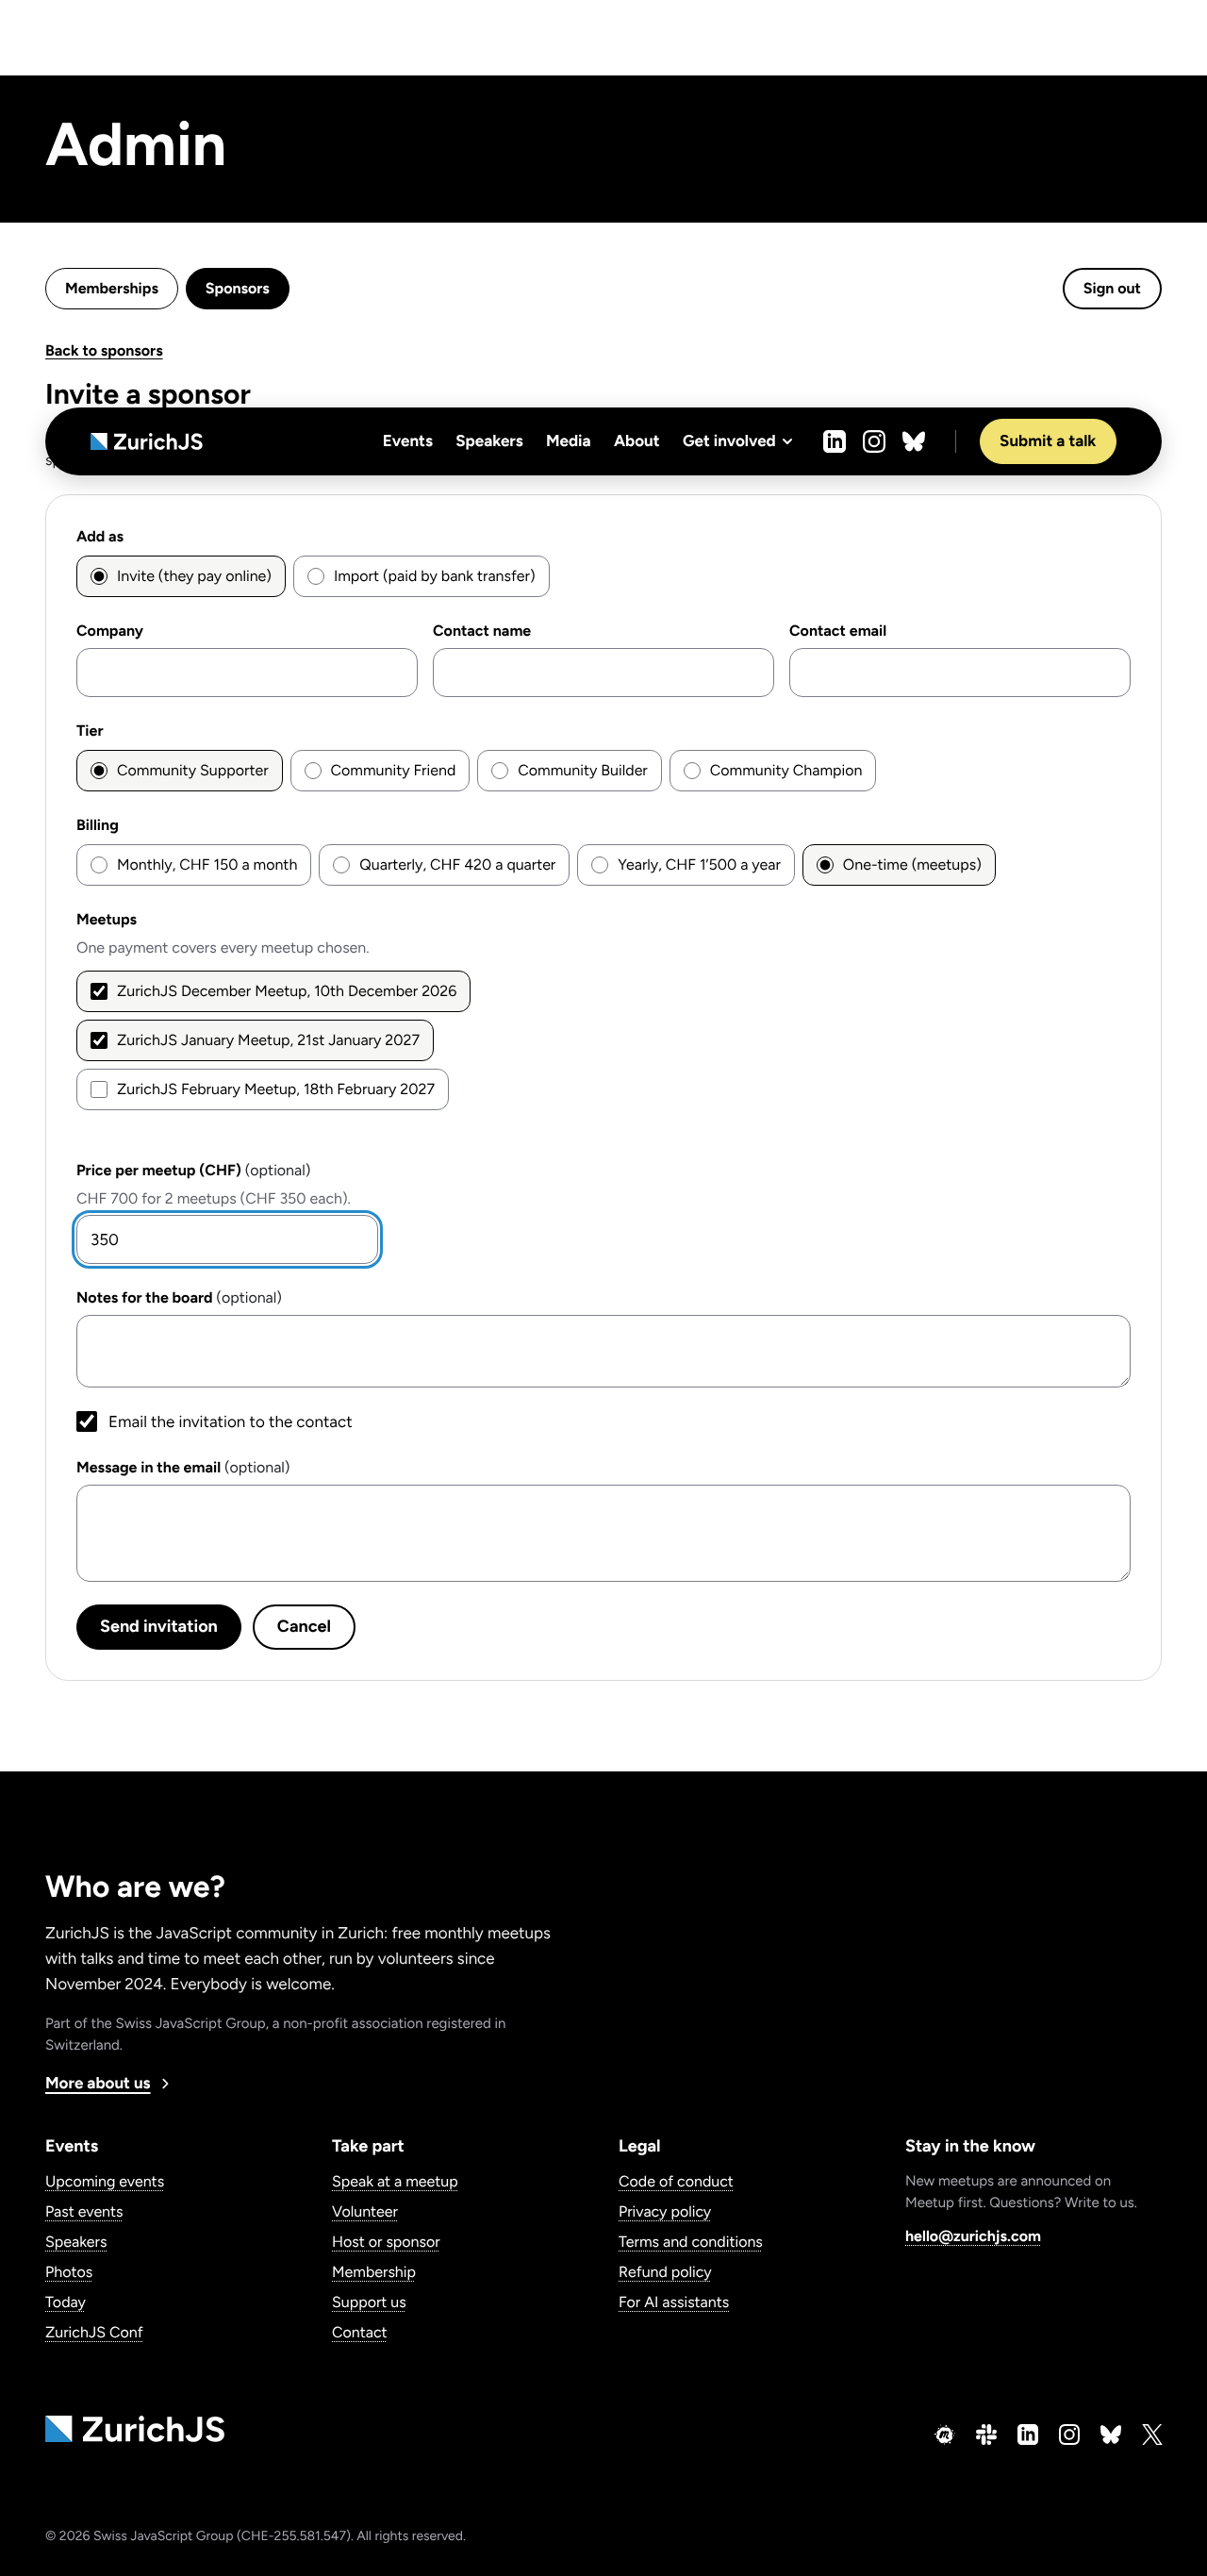 Admin
Memberships
Sponsors
Sign out
Back to sponsors
Invite a sponsor
ZurichJS
Events
Speakers
Media
About
Get involved
Submit a talk
Add as
Invite (they pay online)
Import (paid by bank transfer)
Company
Contact name
Contact email
Tier
Community Supporter
Community Friend
Community Builder
Community Champion
Billing
Monthly, CHF 150 a month
Quarterly, CHF 420 a quarter
Yearly, CHF 1’500 a year
One-time (meetups)
Meetups
One payment covers every meetup chosen.
ZurichJS December Meetup, 10th December 2026
ZurichJS January Meetup, 21st January 2027
ZurichJS February Meetup, 18th February 2027
Price per meetup (CHF) (optional)
CHF 700 for 2 meetups (CHF 350 each).
350
Notes for the board (optional)
Email the invitation to the contact
Message in the email (optional)
Send invitation
Cancel
Who are we?
ZurichJS is the JavaScript community in Zurich: free monthly meetups
with talks and time to meet each other, run by volunteers since
November 2024. Everybody is welcome.
Part of the Swiss JavaScript Group, a non-profit association registered in
Switzerland.
More about us
Events
Upcoming events
Past events
Speakers
Photos
Today
ZurichJS Conf
Take part
Speak at a meetup
Volunteer
Host or sponsor
Membership
Support us
Contact
Legal
Code of conduct
Privacy policy
Terms and conditions
Refund policy
For AI assistants
Stay in the know
New meetups are announced on
Meetup first. Questions? Write to us.
hello@zurichjs.com
ZurichJS
© 2026 Swiss JavaScript Group (CHE-255.581.547). All rights reserved.